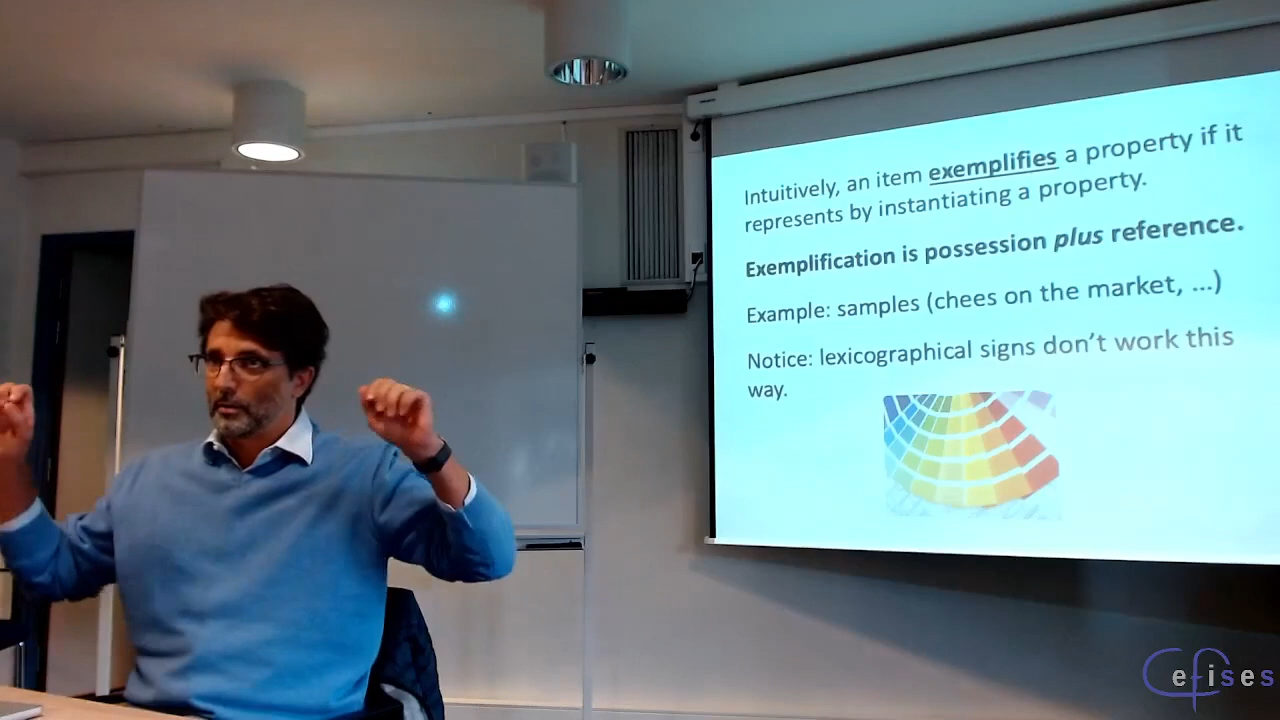 Intuitively, an item exemplifies a property if it
represents by instantiating a property.
Exemplification is possession plus reference.
Example: samples (chees on the market, ...)
Notice: lexicographical signs don't work this
way.
Cefises